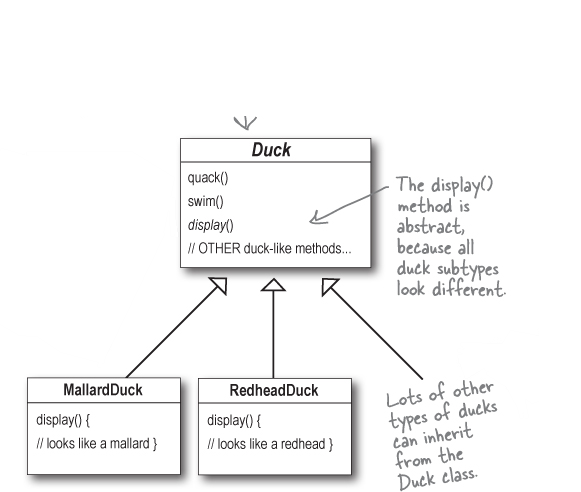 Duck
quack()
swim()
display()
// OTHER duck-like methods...
The display()
method is
abstract,
because all
duck subtypes
look different.
MallardDuck
display() {
// looks like a mallard }
RedheadDuck
display() {
// looks like a redhead }
Lots of other
types of ducks
can inherit
from the
Duck class.